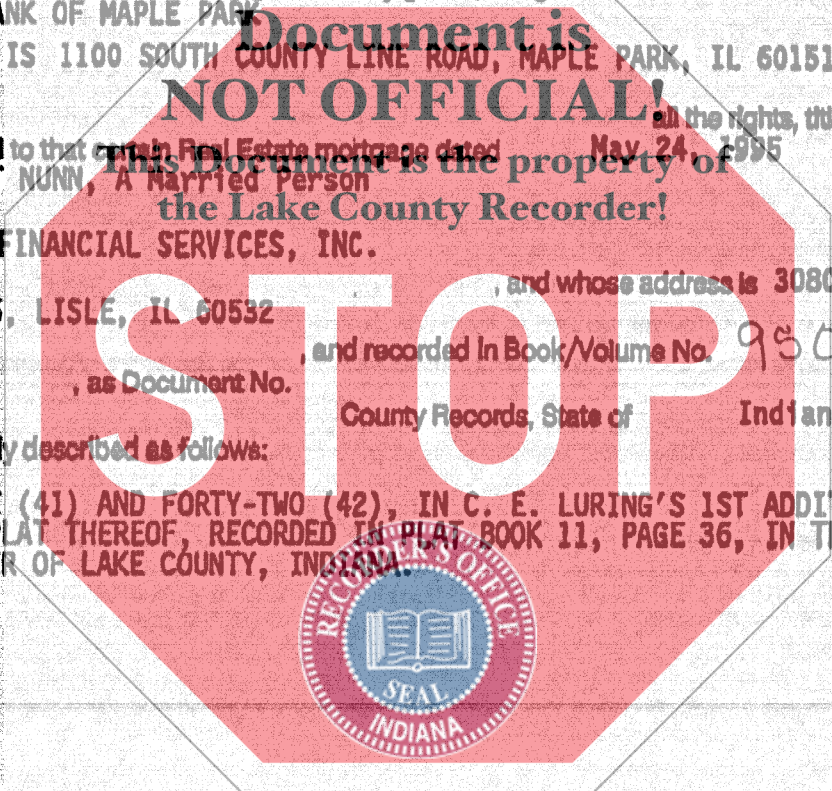 NK OF MAPLE PARK
Document is
IS 1100 SOUTH COUNTY LINE ROAD, MAPLE PARK, IL 60151
NOT OFFICIAL!
all the rights, titl
to that certain Real Estate mortgage dated May 24, 1995
This Document is the property of
NUNN, A Married Person
the Lake County Recorder!
FINANCIAL SERVICES, INC.
, and whose address is 3080
, LISLE, IL 60532
STOP
, and recorded in Book/Volume No. 950
, as Document No.
County Records, State of Indian
y described as follows:
(41) AND FORTY-TWO (42), IN C. E. LURING'S 1ST ADDI
LAT THEREOF, RECORDED IN PLAT BOOK 11, PAGE 36, IN T
R OF LAKE COUNTY, INDIANA.
RECORDER'S OFFICE
SEAL
INDIANA